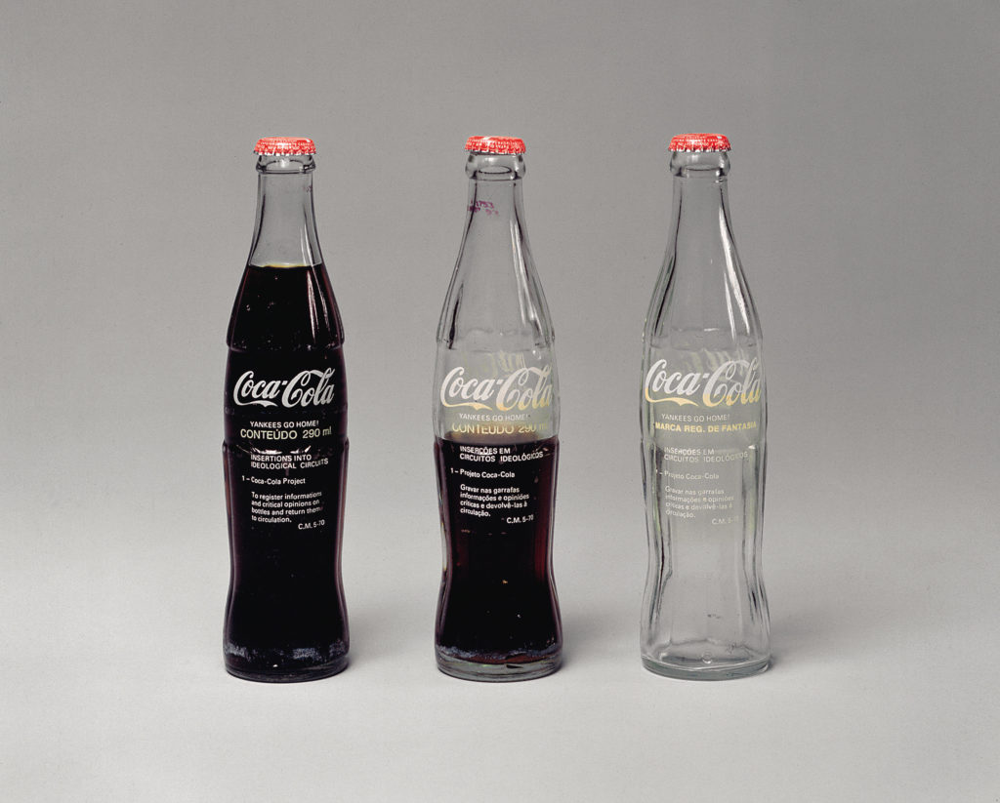 Coca-Cola
YANKEES GO HOME!
CONTEÚDO 290 ml
INSERTIONS INTO
IDEOLOGICAL CIRCUITS
1 – Coca-Cola Project
To register informations
and critical opinions on
bottles and return them
to circulation.
C.M. 5-70
Coca-Cola
YANKEES GO HOME!
CONTEÚDO 290 ml
INSERÇÕES EM
CIRCUITOS IDEOLÓGICOS
1 – Projeto Coca-Cola
Gravar nas garrafas
informações e opiniões
críticas e devolvê-las à
circulação.
C.M. 5-70
Coca-Cola
YANKEES GO HOME!
MARCA REG. DE FANTASIA
INSERÇÕES EM
CIRCUITOS IDEOLÓGICOS
1 – Projeto Coca-Cola
Gravar nas garrafas
informações e opiniões
críticas e devolvê-las à
circulação.
C.M. 5-70